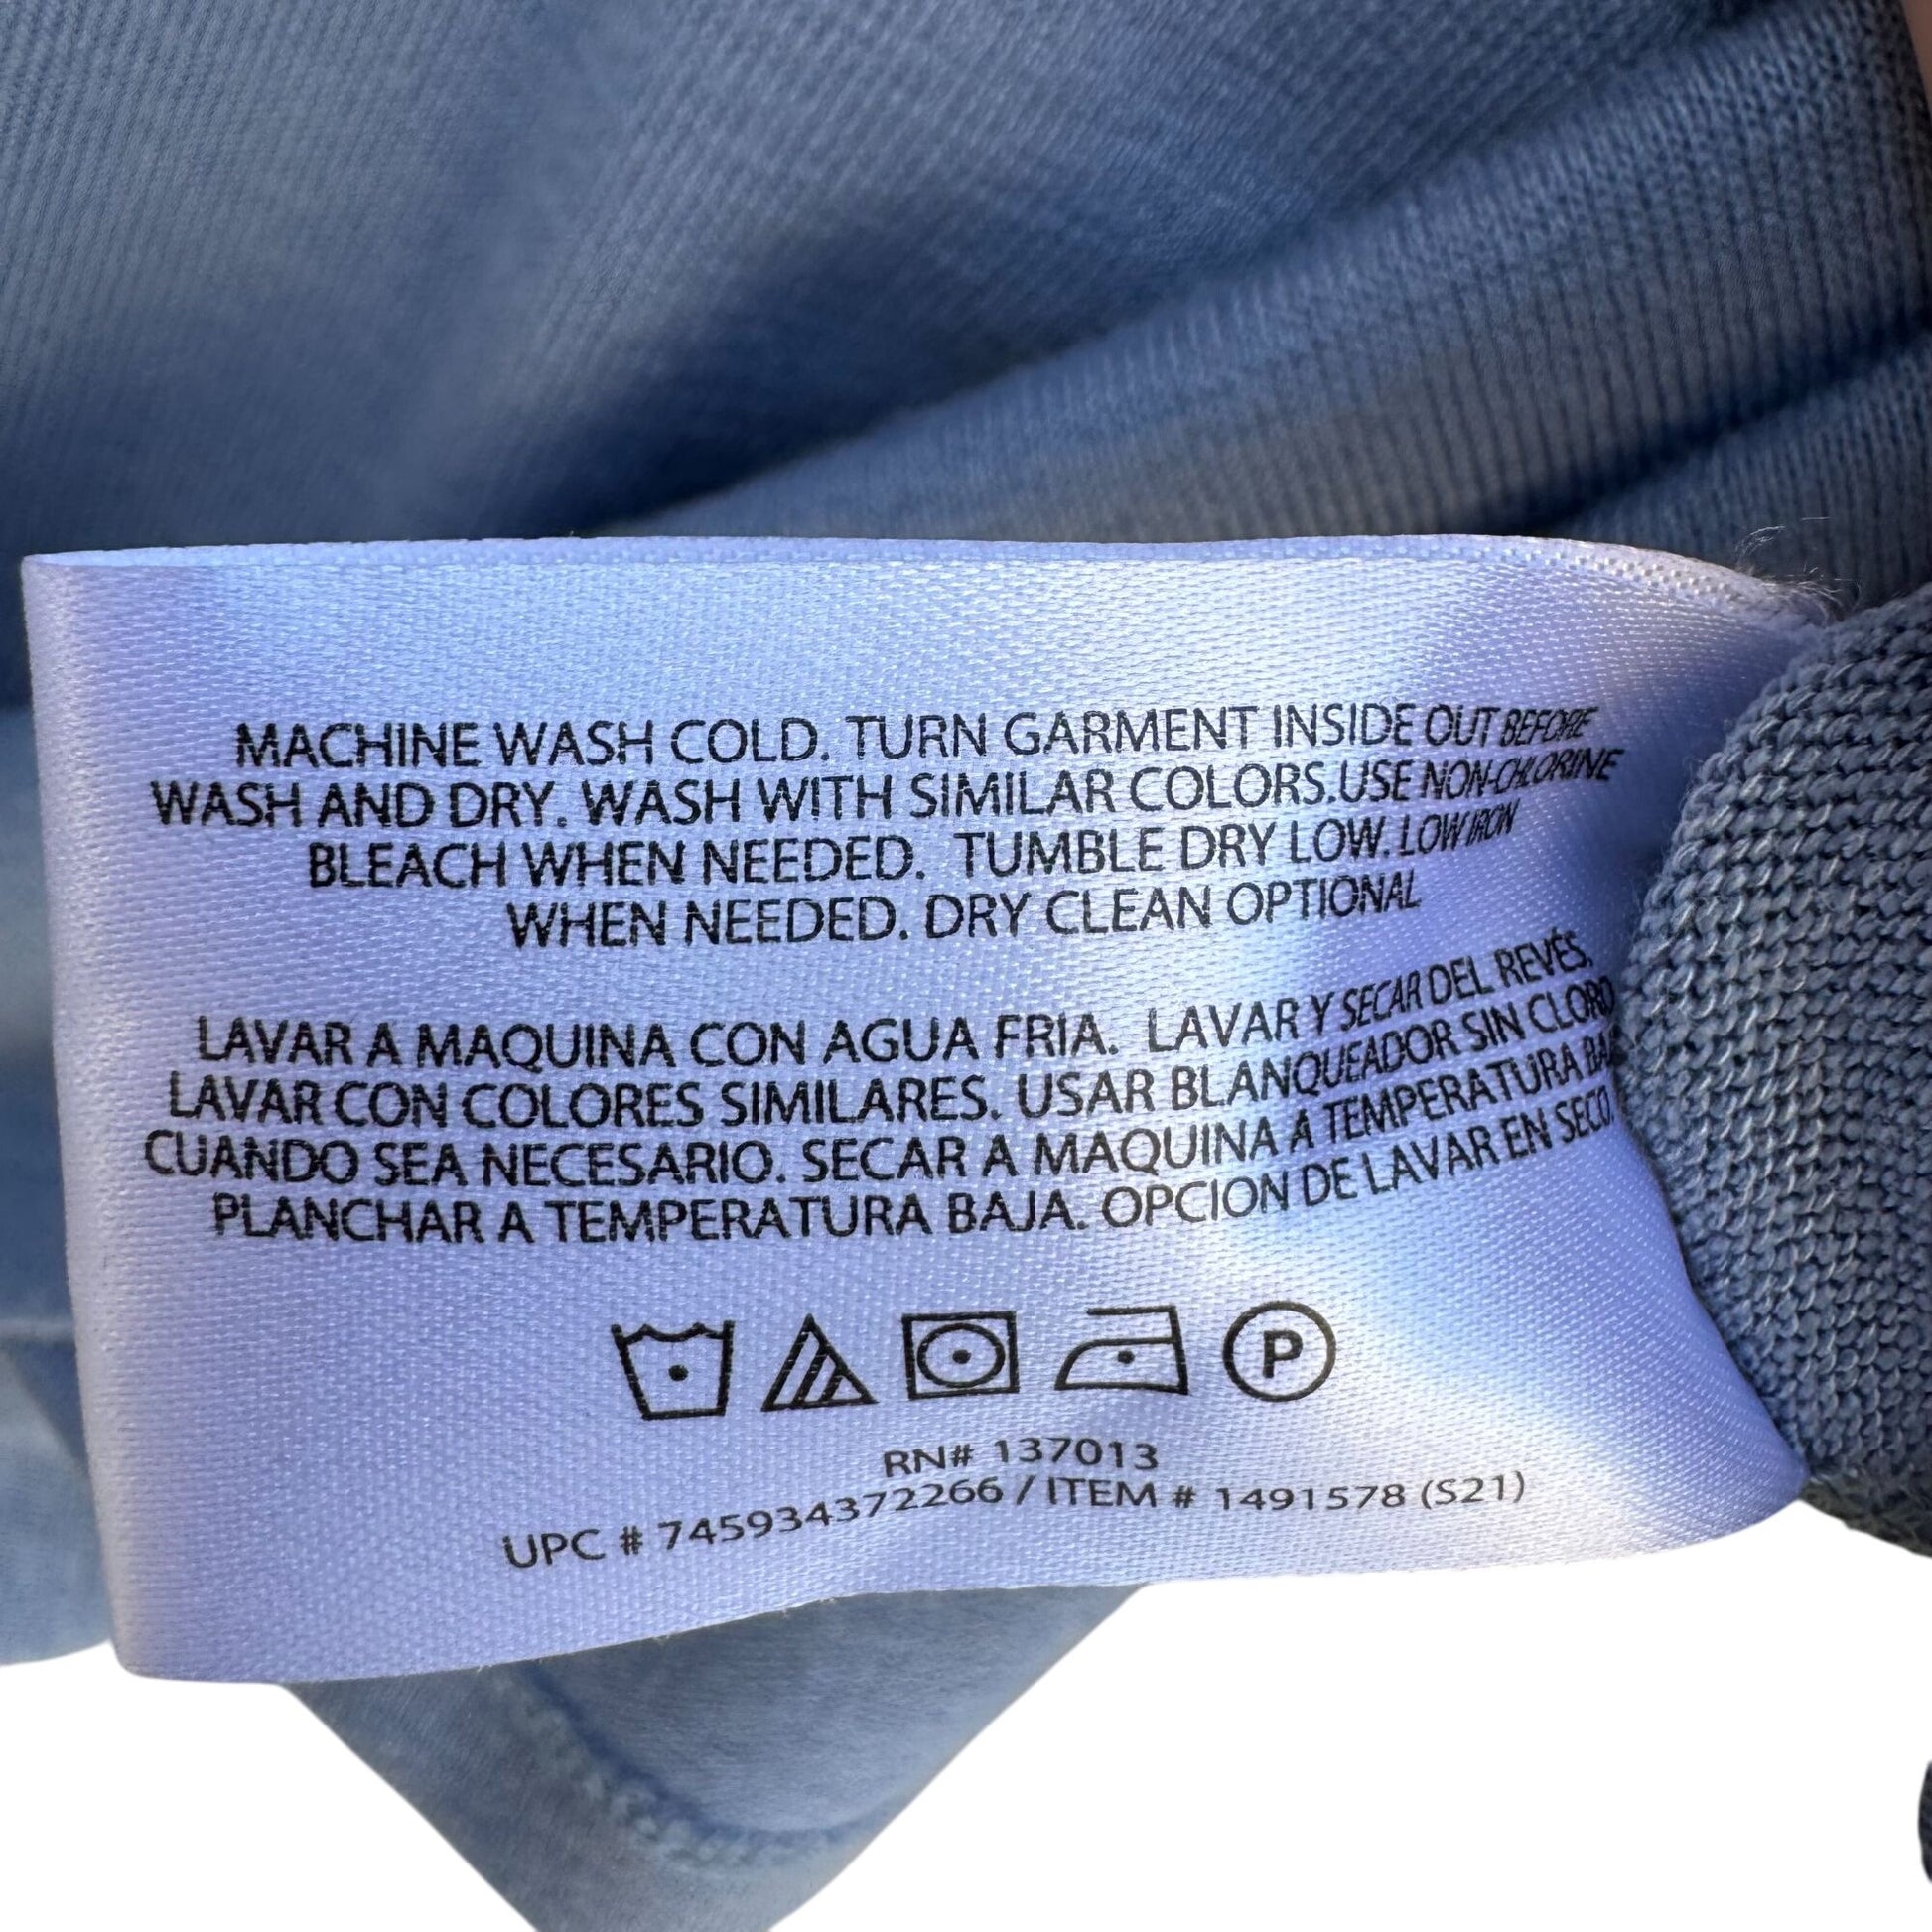 MACHINE WASH COLD. TURN GARMENT INSIDE OUT BEFORE
WASH AND DRY. WASH WITH SIMILAR COLORS.USE NON-CHLORINE
BLEACH WHEN NEEDED. TUMBLE DRY LOW. LOW IRON
WHEN NEEDED. DRY CLEAN OPTIONAL
LAVAR A MAQUINA CON AGUA FRIA. LAVAR Y SECAR DEL REVÉS.
LAVAR CON COLORES SIMILARES. USAR BLANQUEADOR SIN CLORO
CUANDO SEA NECESARIO. SECAR A MAQUINA A TEMPERATURA
PLANCHAR A TEMPERATURA BAJA. OPCION DE LAVAR EN SECO.
P
RN# 137013
UPC # 745934372266 / ITEM # 1491578 (S21)